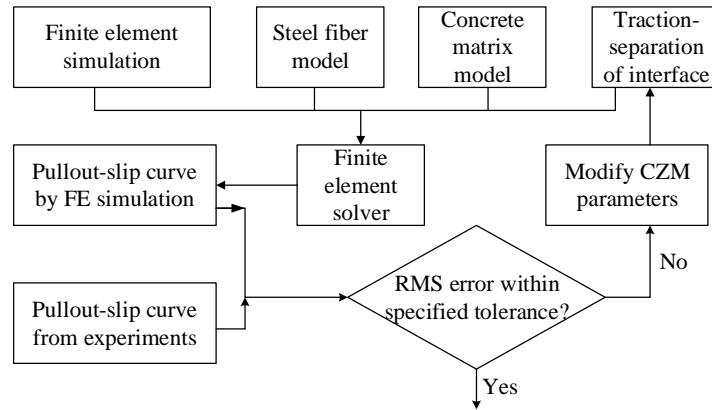 Finite element
simulation
Steel fiber
model
Concrete
matrix
model
Traction-
separation
of interface
Pullout-slip curve
by FE simulation
Finite
element
solver
Modify CZM
parameters
Pullout-slip curve
from experiments
RMS error within
specified tolerance?
No
Yes